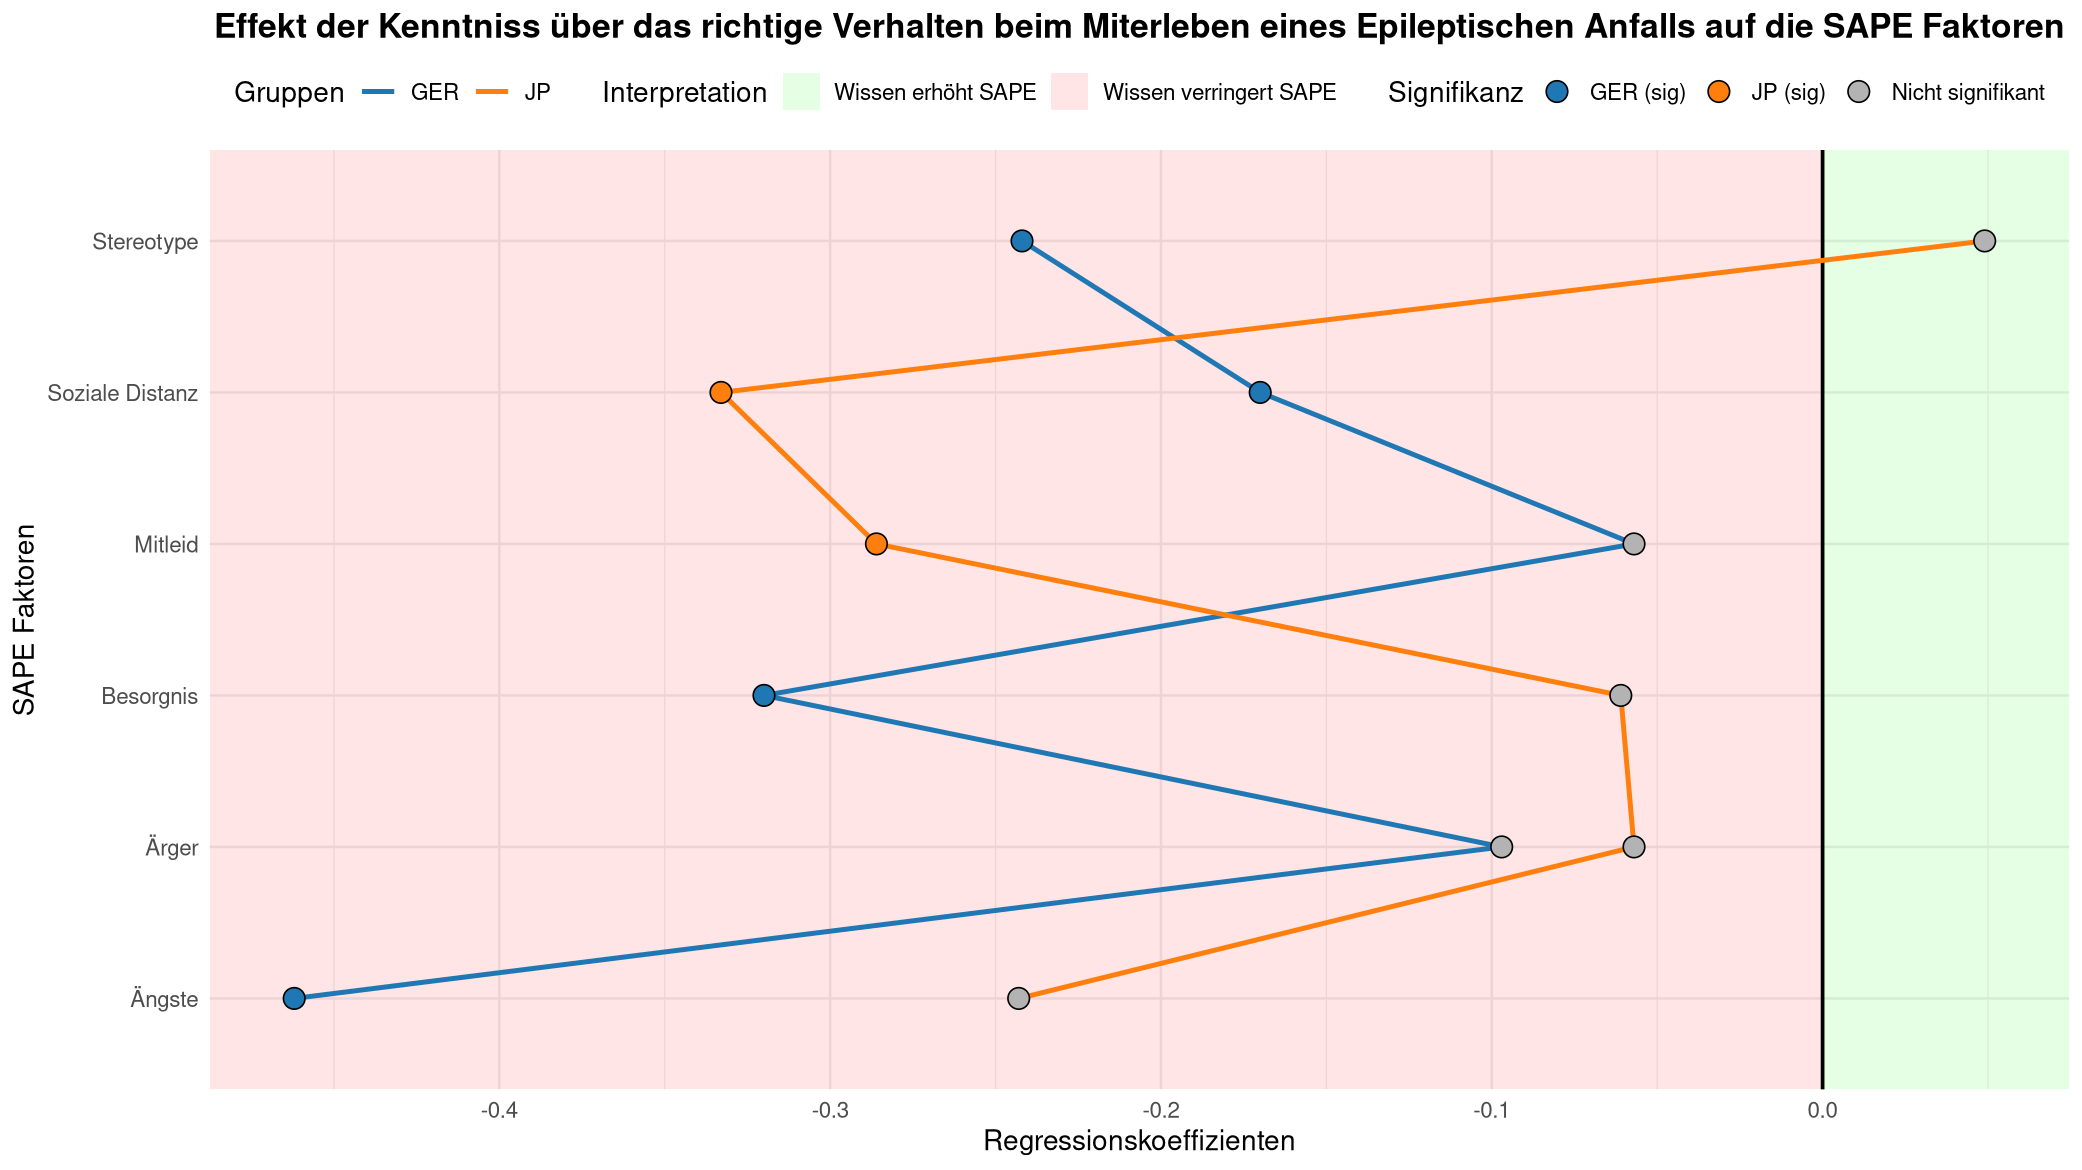 Effekt der Kenntniss über das richtige Verhalten beim Miterleben eines Epileptischen Anfalls auf die SAPE Faktoren
Gruppen GER JP Interpretation Wissen erhöht SAPE Wissen verringert SAPE Signifikanz GER (sig) JP (sig) Nicht signifikant
SAPE Faktoren
Stereotype
Soziale Distanz
Mitleid
Besorgnis
Ärger
Ängste
-0.4 -0.3 -0.2 -0.1 0.0
Regressionskoeffizienten